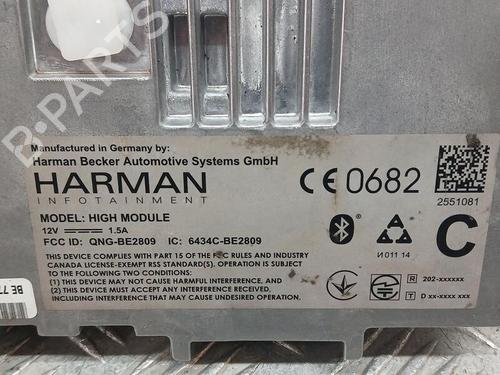 Manufactured in Germany by:
Harman Becker Automotive Systems GmbH
HARMAN
INFOTAINMENT
CE0682
2551081
MODEL: HIGH MODULE
12V 1.5A
FCC ID: QNG-BE2809 IC: 6434C-BE2809
THIS DEVICE COMPLIES WITH PART 15 OF THE FCC RULES AND INDUSTRY
CANADA LICENSE-EXEMPT RSS STANDARD(S). OPERATION IS SUBJECT TO
THE FOLLOWING TWO CONDITIONS:
(1) THIS DEVICE MAY NOT CAUSE HARMFUL INTERFERENCE, AND
(2) THIS DEVICE MUST ACCEPT ANY INTERFERENCE RECEIVED, INCLUDING
INTERFERENCE THAT MAY CAUSE UNDESIRED OPERATION.
И 011 14
C
R 202-xxxxxx
T D xx-xxxx xxx
BE 77
B-PARTS